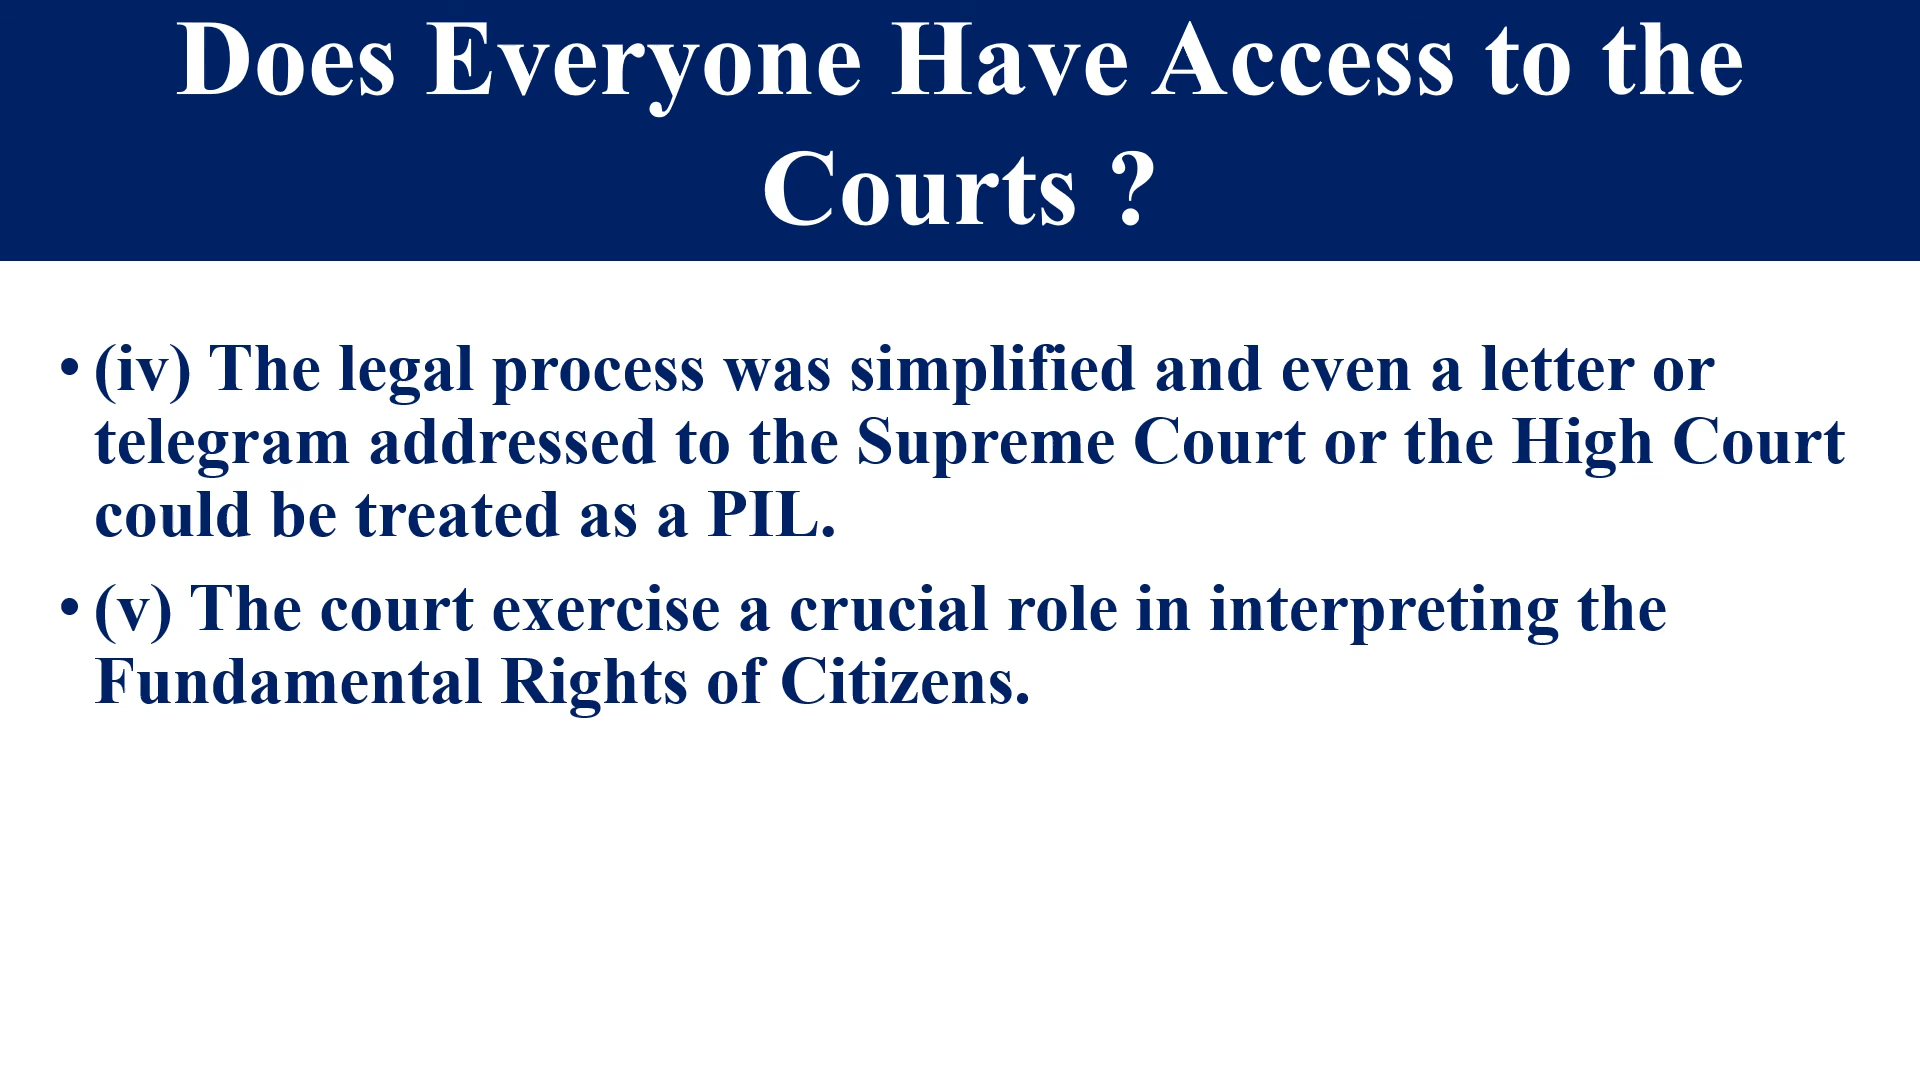 Does Everyone Have Access to the
Courts ?
• (iv) The legal process was simplified and even a letter or
telegram addressed to the Supreme Court or the High Court
could be treated as a PIL.
• (v) The court exercise a crucial role in interpreting the
Fundamental Rights of Citizens.